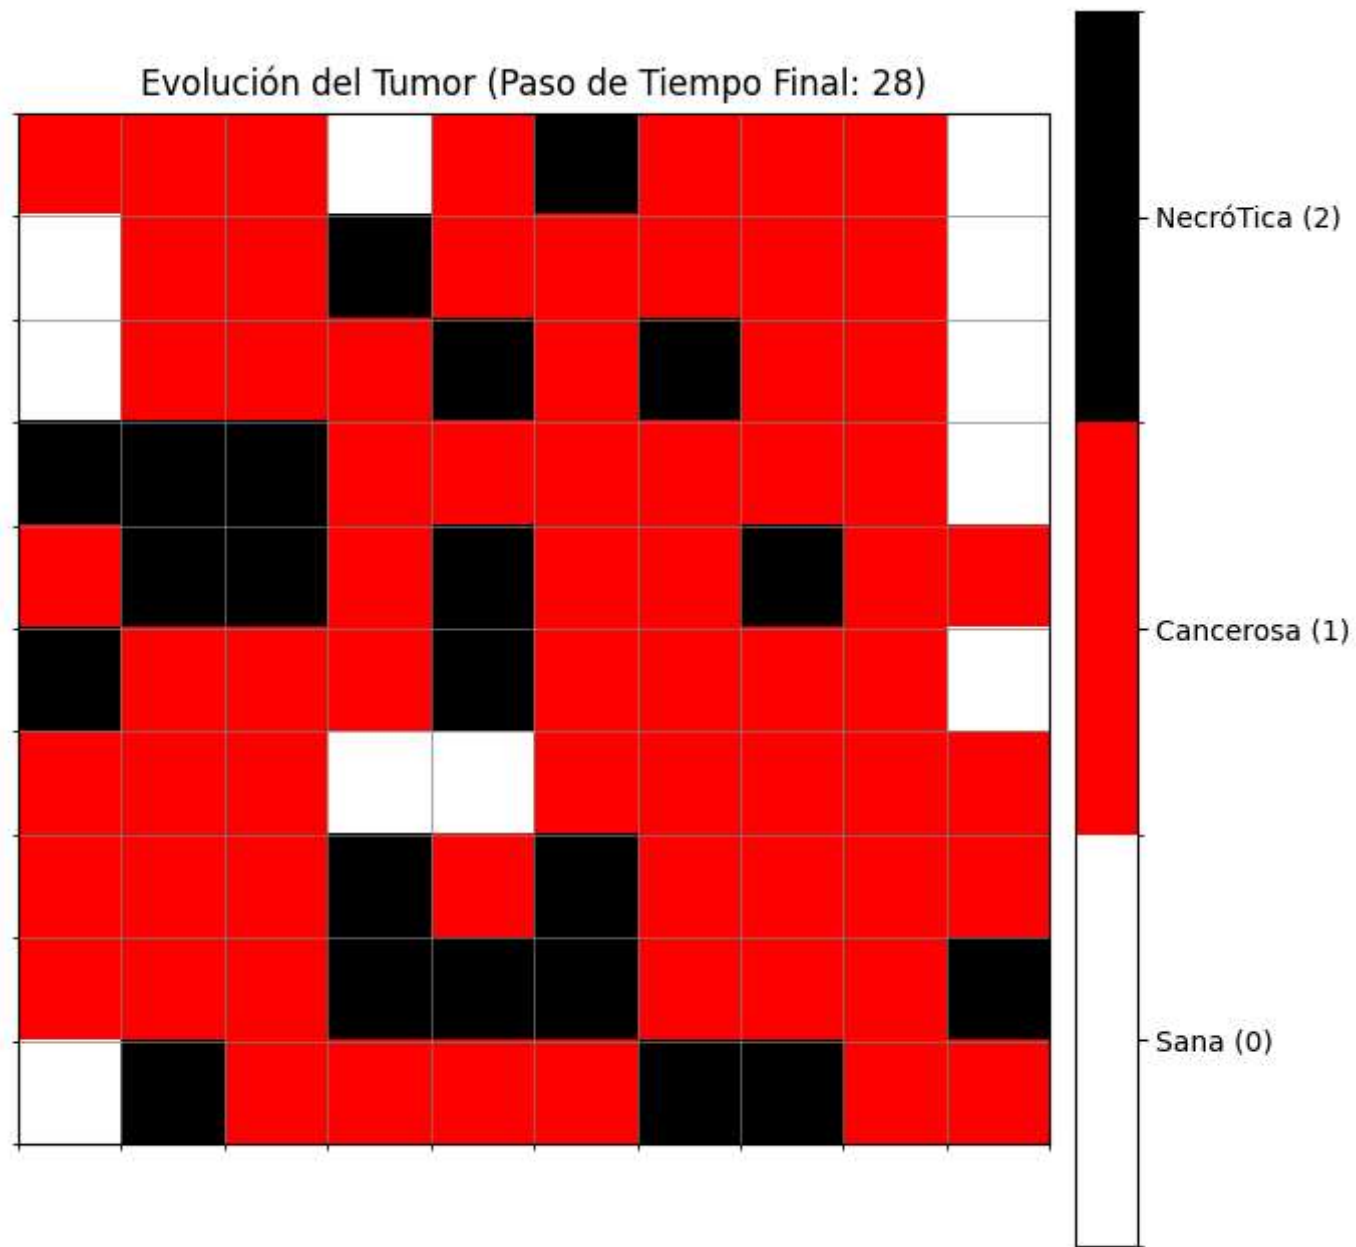 Evolución del Tumor (Paso de Tiempo Final: 28)
NecróTica (2)
Cancerosa (1)
Sana (0)